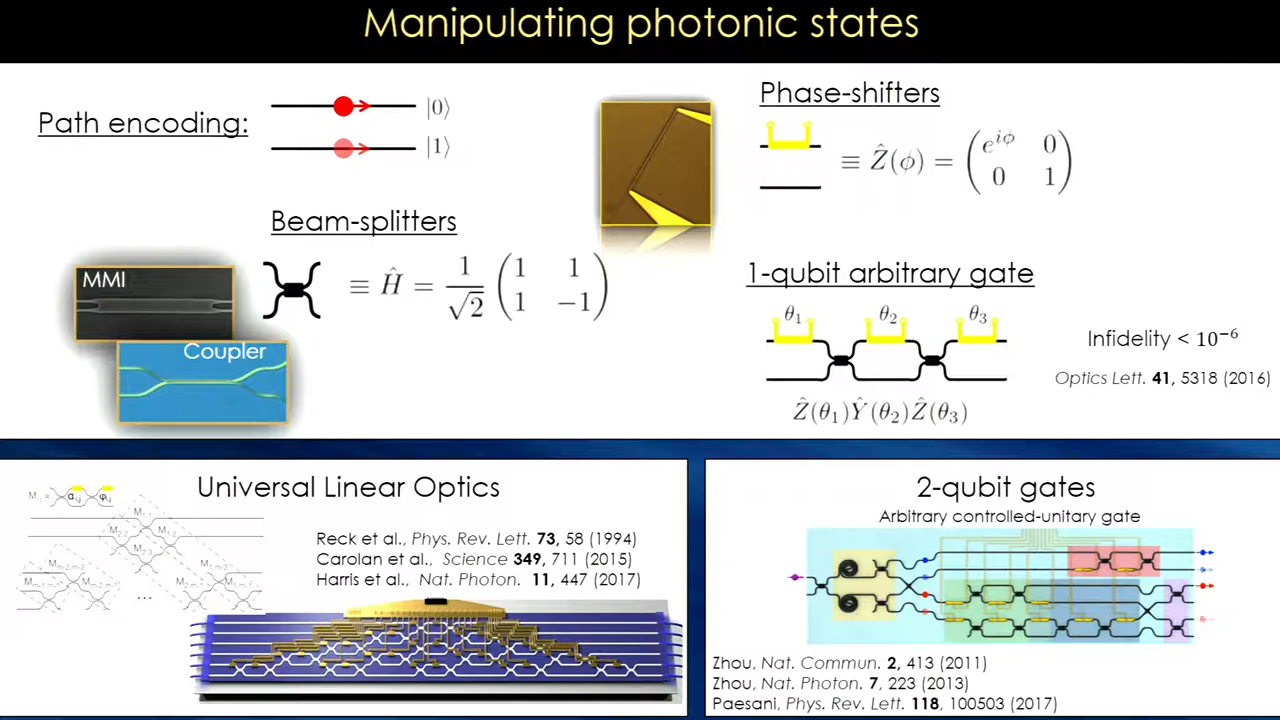 Manipulating photonic states
Path encoding:
|0⟩
|1⟩
Beam-splitters
MMI
Coupler
≡ Ĥ = 1/√2 (1 1
1 −1)
Phase-shifters
≡ Ẑ(ϕ) = (e^{iϕ} 0
0 1)
1-qubit arbitrary gate
θ₁ θ₂ θ₃
Ẑ(θ₁)Ŷ(θ₂)Ẑ(θ₃)
Infidelity < 10⁻⁶
Optics Lett. 41, 5318 (2016)
Universal Linear Optics
Reck et al., Phys. Rev. Lett. 73, 58 (1994)
Carolan et al., Science 349, 711 (2015)
Harris et al., Nat. Photon. 11, 447 (2017)
M₁,₁
...
2-qubit gates
Arbitrary controlled-unitary gate
Zhou, Nat. Commun. 2, 413 (2011)
Zhou, Nat. Photon. 7, 223 (2013)
Paesani, Phys. Rev. Lett. 118, 100503 (2017)